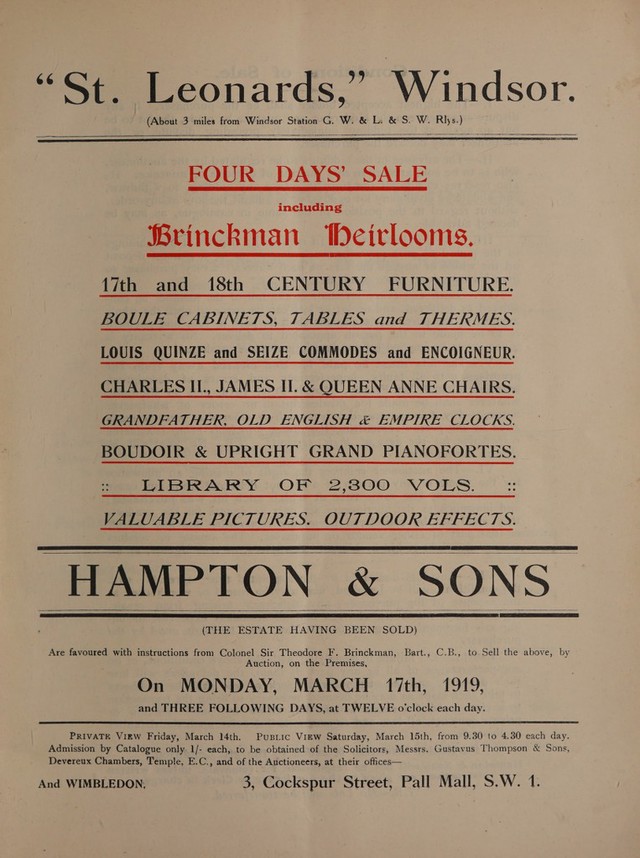 “St. Leonards,” Windsor.
(About 3 miles from Windsor Station G. W. & L. & S. W. Rlys.)
FOUR DAYS’ SALE
including
Brinckman Heirlooms.
17th and 18th CENTURY FURNITURE.
BOULE CABINETS, TABLES and THERMES.
LOUIS QUINZE and SEIZE COMMODES and ENCOIGNEUR.
CHARLES II., JAMES II. & QUEEN ANNE CHAIRS.
GRANDFATHER, OLD ENGLISH & EMPIRE CLOCKS.
BOUDOIR & UPRIGHT GRAND PIANOFORTES.
:: LIBRARY OF 2,300 VOLS. ::
VALUABLE PICTURES. OUTDOOR EFFECTS.
HAMPTON & SONS
(THE ESTATE HAVING BEEN SOLD)
Are favoured with instructions from Colonel Sir Theodore F. Brinckman, Bart., C.B., to Sell the above, by
Auction, on the Premises,
On MONDAY, MARCH 17th, 1919,
and THREE FOLLOWING DAYS, at TWELVE o’clock each day.
PRIVATE VIEW Friday, March 14th. PUBLIC VIEW Saturday, March 15th, from 9.30 to 4.30 each day.
Admission by Catalogue only 1/- each, to be obtained of the Solicitors, Messrs. Gustavus Thompson & Sons,
Devereux Chambers, Temple, E.C., and of the Auctioneers, at their offices—
And WIMBLEDON. 3, Cockspur Street, Pall Mall, S.W. 1.